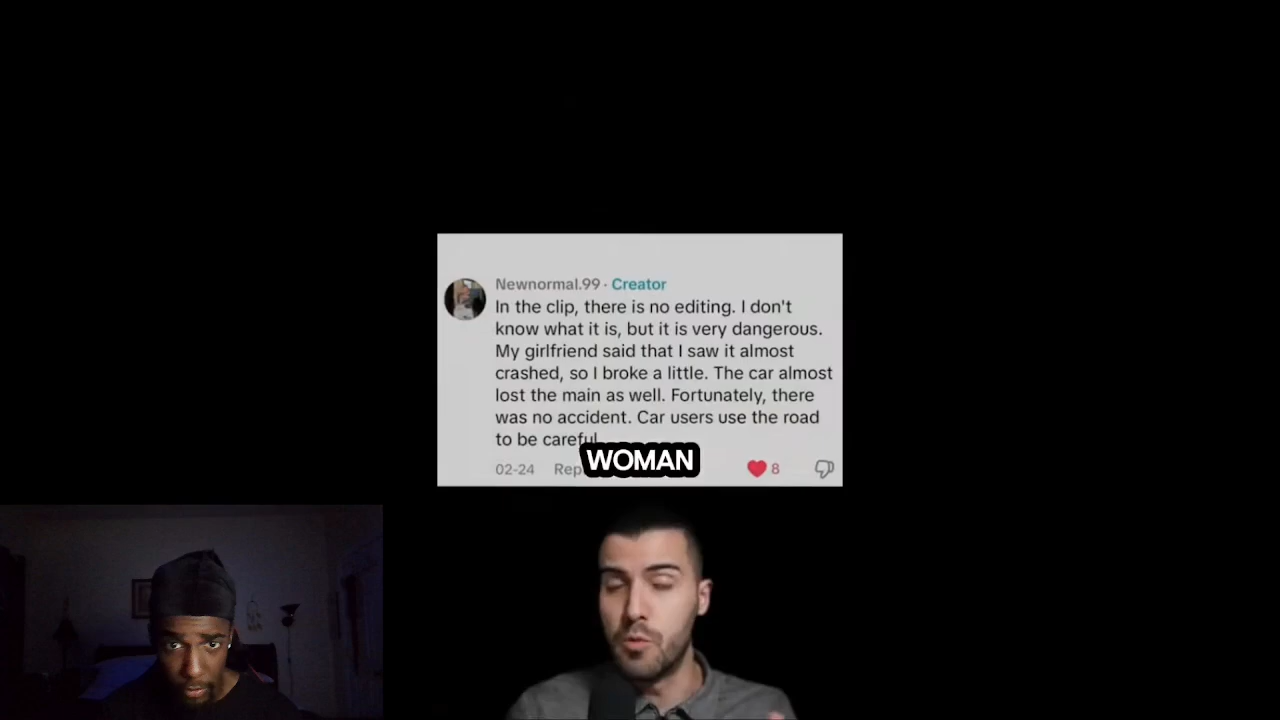 Newnormal.99 · Creator
In the clip, there is no editing. I don't
know what it is, but it is very dangerous.
My girlfriend said that I saw it almost
crashed, so I broke a little. The car almost
lost the main as well. Fortunately, there
was no accident. Car users use the road
to be careful
WOMAN
02-24 Rep 8